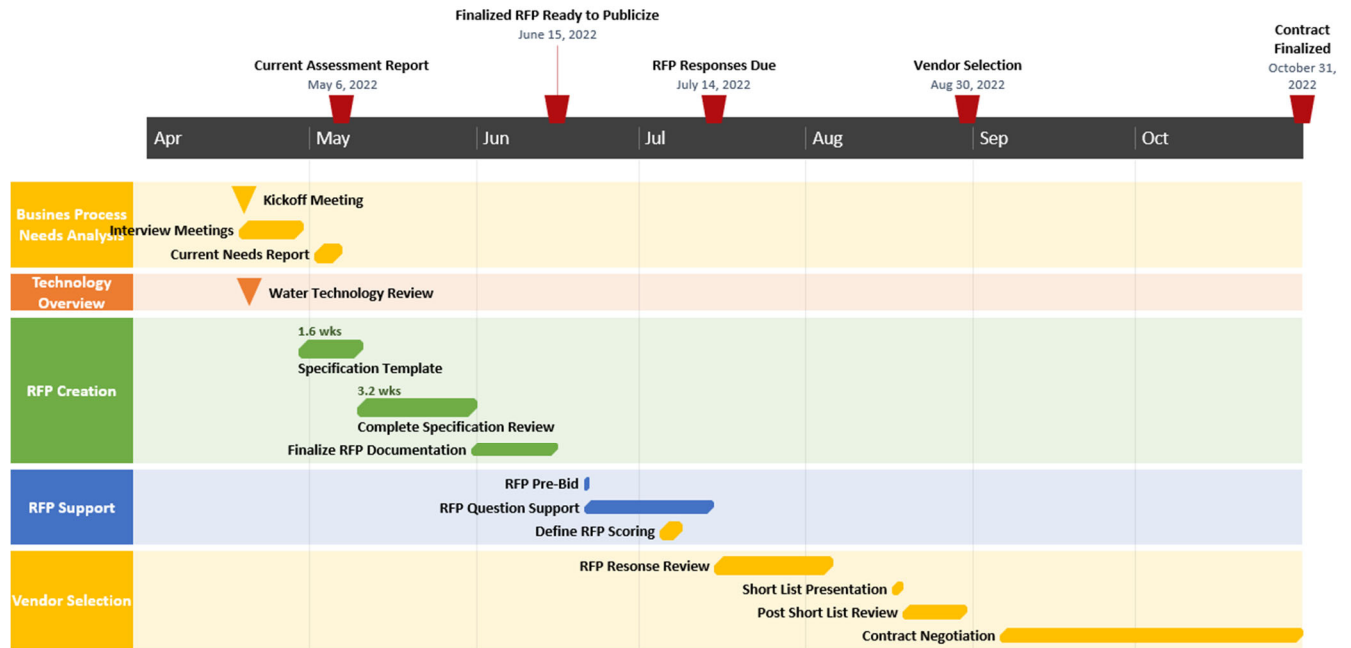 Finalized RFP Ready to Publicize
June 15, 2022
Contract
Finalized
October 31,
2022
Current Assessment Report
May 6, 2022
RFP Responses Due
July 14, 2022
Vendor Selection
Aug 30, 2022
Apr May Jun Jul Aug Sep Oct
Busines Process
Needs Analysis
Kickoff Meeting
Interview Meetings
Current Needs Report
Technology
Overview
Water Technology Review
RFP Creation
1.6 wks
Specification Template
3.2 wks
Complete Specification Review
Finalize RFP Documentation
RFP Support
RFP Pre-Bid
RFP Question Support
Define RFP Scoring
Vendor Selection
RFP Resonse Review
Short List Presentation
Post Short List Review
Contract Negotiation